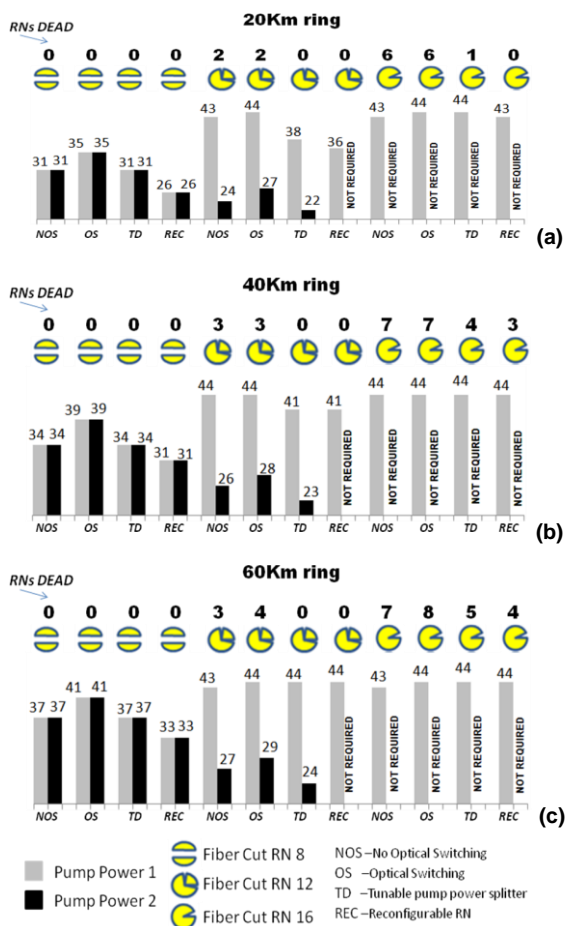 20Km ring
RNs DEAD
0 0 0 0 2 2 0 0 6 6 1 0
31 31 35 35 31 31 26 26 43 24 44 27 38 22 36 NOT REQUIRED 43 NOT REQUIRED 44 NOT REQUIRED 44 NOT REQUIRED 43 NOT REQUIRED
NOS OS TD REC NOS OS TD REC NOS OS TD REC
(a)
40Km ring
RNs DEAD
0 0 0 0 3 3 0 0 7 7 4 3
34 34 39 39 34 34 31 31 44 26 44 28 41 23 41 NOT REQUIRED 44 NOT REQUIRED 44 NOT REQUIRED 44 NOT REQUIRED 44 NOT REQUIRED
NOS OS TD REC NOS OS TD REC NOS OS TD REC
(b)
60Km ring
RNs DEAD
0 0 0 0 3 4 0 0 7 8 5 4
37 37 41 41 37 37 33 33 43 27 44 29 44 24 44 NOT REQUIRED 43 NOT REQUIRED 44 NOT REQUIRED 44 NOT REQUIRED 44 NOT REQUIRED
NOS OS TD REC NOS OS TD REC NOS OS TD REC
(c)
Pump Power 1
Pump Power 2
Fiber Cut RN 8
Fiber Cut RN 12
Fiber Cut RN 16
NOS –No Optical Switching
OS –Optical Switching
TD –Tunable pump power splitter
REC –Reconfigurable RN